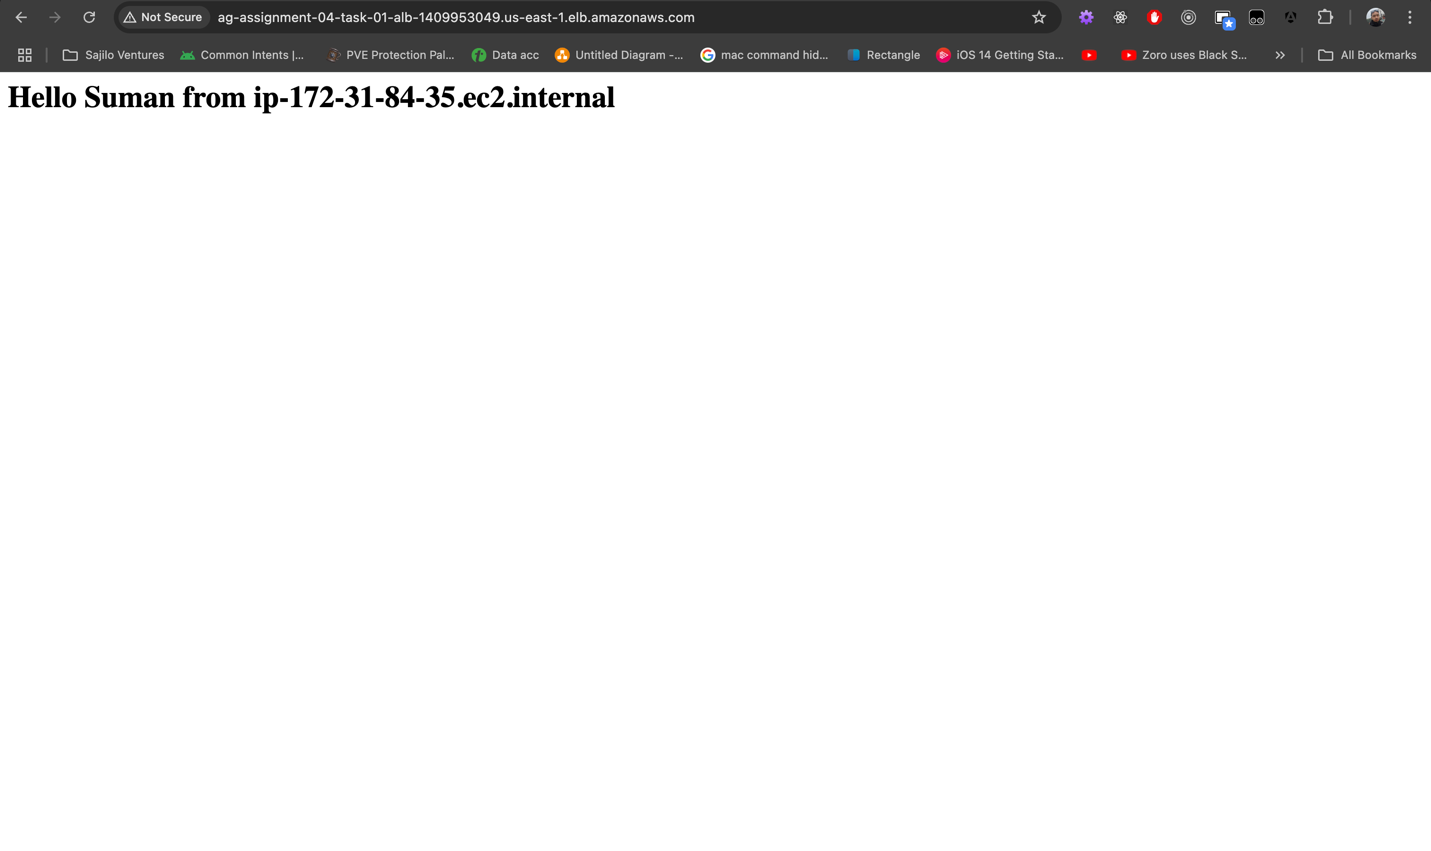 Not Secure ag-assignment-04-task-01-alb-1409953049.us-east-1.elb.amazonaws.com
Sajilo Ventures Common Intents |... PVE Protection Pal... Data acc Untitled Diagram -... mac command hid... Rectangle iOS 14 Getting Sta... Zoro uses Black S... All Bookmarks
Hello Suman from ip-172-31-84-35.ec2.internal